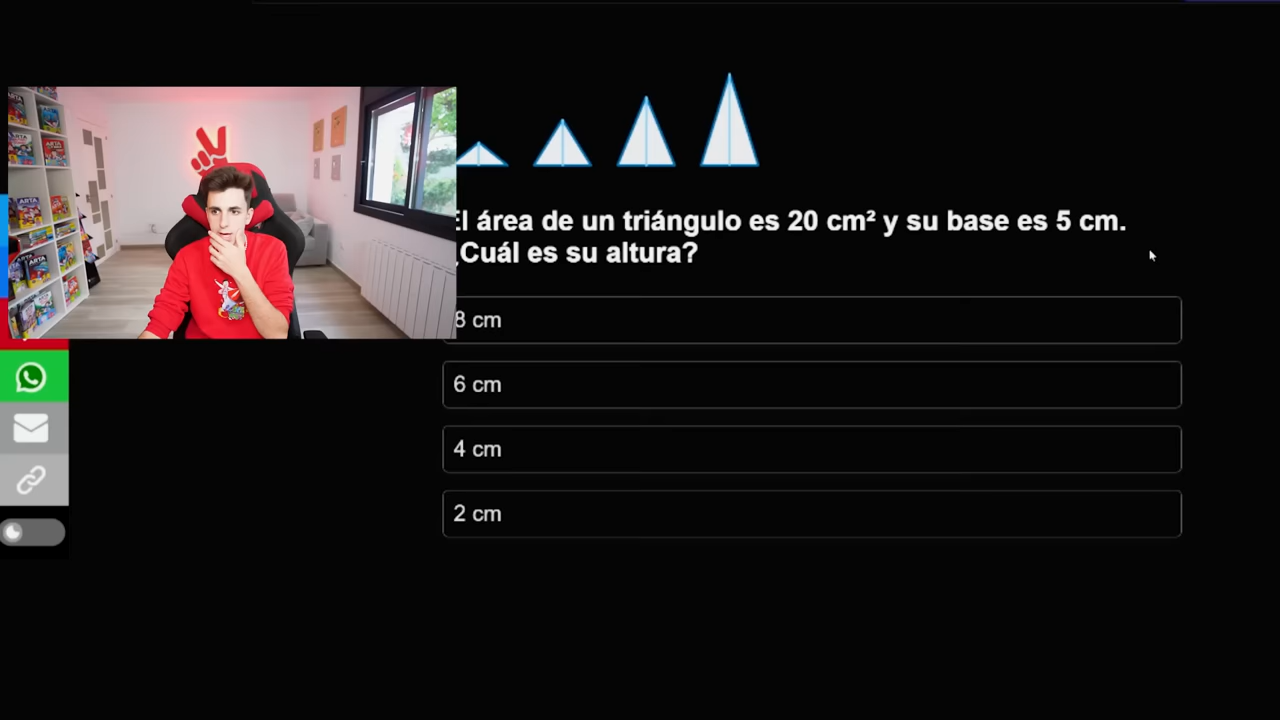 El área de un triángulo es 20 cm² y su base es 5 cm.
¿Cuál es su altura?
8 cm
6 cm
4 cm
2 cm